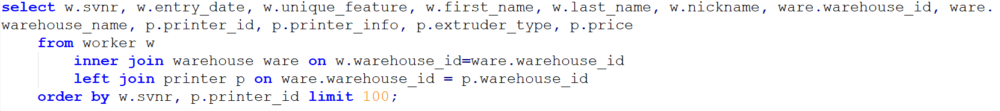 select w.svnr, w.entry_date, w.unique_feature, w.first_name, w.last_name, w.nickname, ware.warehouse_id, ware.
warehouse_name, p.printer_id, p.printer_info, p.extruder_type, p.price
from worker w
inner join warehouse ware on w.warehouse_id=ware.warehouse_id
left join printer p on ware.warehouse_id = p.warehouse_id
order by w.svnr, p.printer_id limit 100;